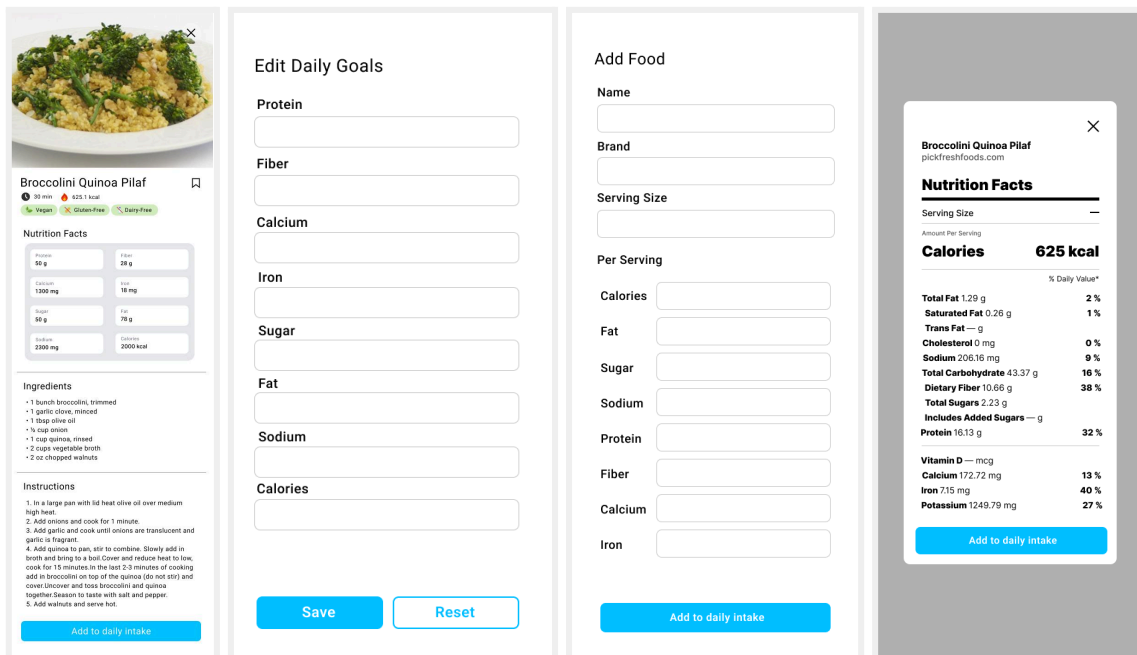 Broccolini Quinoa Pilaf
30 min 625.1 kcal
Vegan Gluten-Free Dairy-Free
Nutrition Facts
Protein Fiber
50 g 28 g
Calcium Iron
1300 mg 18 mg
Sugar Fat
50 g 78 g
Sodium Calories
2300 mg 2000 kcal
Ingredients
• 1 bunch broccolini, trimmed
• 1 garlic clove, minced
• 1 tbsp olive oil
• ½ cup onion
• 1 cup quinoa, rinsed
• 2 cups vegetable broth
• 2 oz chopped walnuts
Instructions
1. In a large pan with lid heat olive oil over medium
high heat.
2. Add onions and cook for 1 minute.
3. Add garlic and cook until onions are translucent and
garlic is fragrant.
4. Add quinoa to pan, stir to combine. Slowly add in
broth and bring to a boil.Cover and reduce heat to low,
cook for 15 minutes.In the last 2-3 minutes of cooking
add in broccolini on top of the quinoa (do not stir) and
cover.Uncover and toss broccolini and quinoa
together.Season to taste with salt and pepper.
5. Add walnuts and serve hot.
Add to daily intake
Edit Daily Goals
Protein
Fiber
Calcium
Iron
Sugar
Fat
Sodium
Calories
Save Reset
Add Food
Name
Brand
Serving Size
Per Serving
Calories
Fat
Sugar
Sodium
Protein
Fiber
Calcium
Iron
Add to daily intake
Broccolini Quinoa Pilaf
pickfreshfoods.com
Nutrition Facts
Serving Size —
Amount Per Serving
Calories 625 kcal
% Daily Value*
Total Fat 1.29 g 2 %
Saturated Fat 0.26 g 1 %
Trans Fat — g
Cholesterol 0 mg 0 %
Sodium 206.16 mg 9 %
Total Carbohydrate 43.37 g 16 %
Dietary Fiber 10.66 g 38 %
Total Sugars 2.23 g
Includes Added Sugars — g
Protein 16.13 g 32 %
Vitamin D — mcg
Calcium 172.72 mg 13 %
Iron 7.15 mg 40 %
Potassium 1249.79 mg 27 %
Add to daily intake